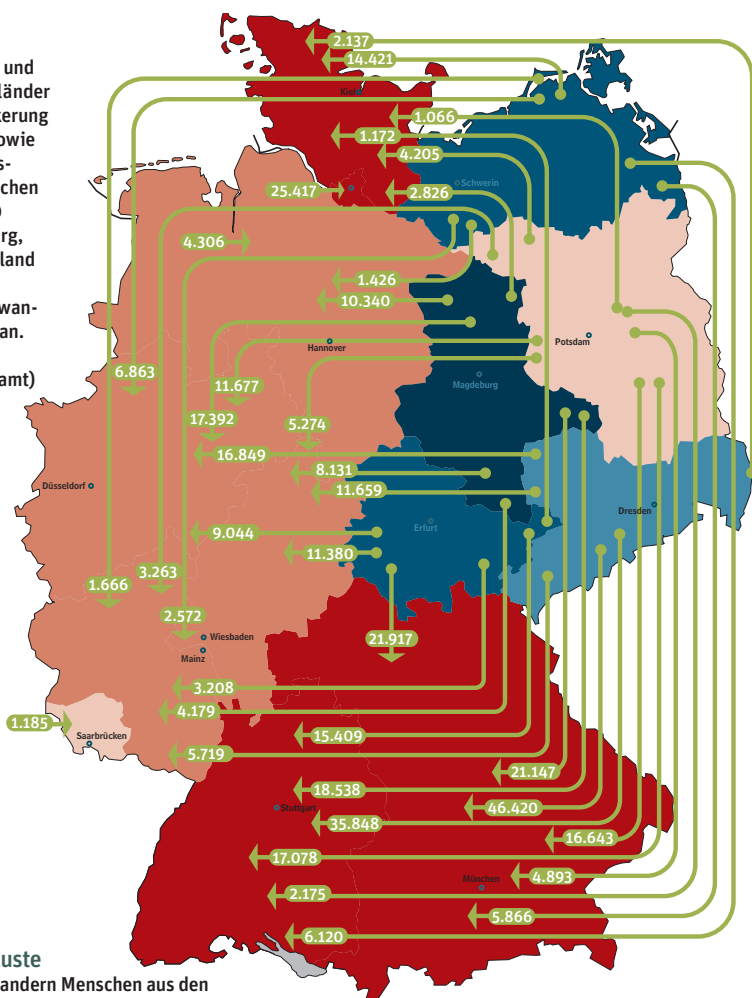 und
länder
kerung
owie
s-
chen
)
rg,
land
wan-
an.
amt)
2.137
14.421
Kiel
1.066
1.172
4.205
Schwerin
25.417
2.826
4.306
1.426
10.340
Hannover
Potsdam
6.863
11.677
Magdeburg
17.392
5.274
16.849
8.131
Düsseldorf
11.659
Dresden
Erfurt
9.044
11.380
3.263
1.666
2.572
Wiesbaden
21.917
Mainz
3.208
4.179
1.185
Saarbrücken
15.409
5.719
21.147
18.538
Stuttgart
46.420
35.848
16.643
17.078
München
4.893
2.175
5.866
6.120
uste
andern Menschen aus den